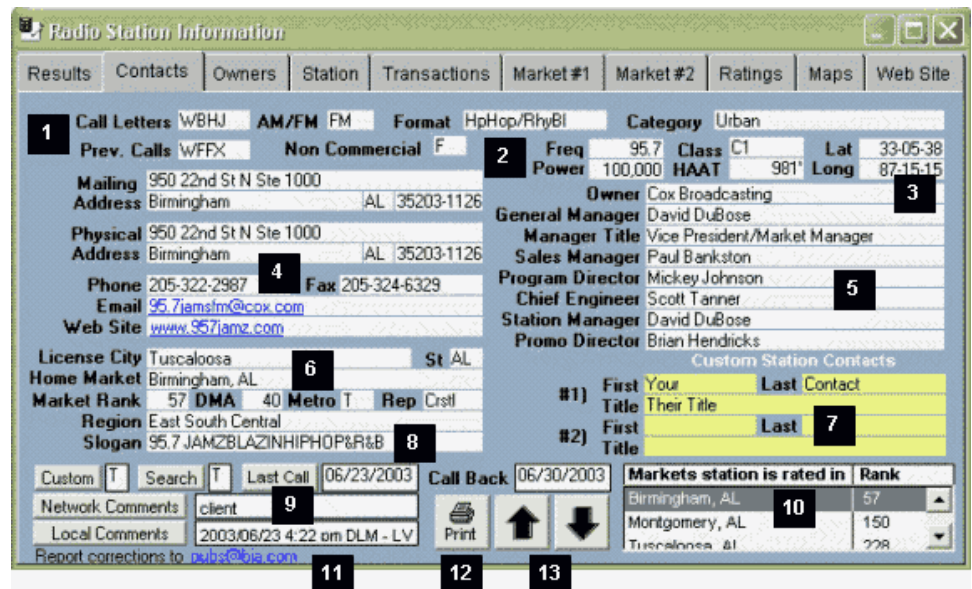 Radio Station Information
Results Contacts Owners Station Transactions Market #1 Market #2 Ratings Maps Web Site
1 Call Letters WBHJ AM/FM FM Format HpHop/RhyBl Category Urban
Prev. Calls WFFX Non Commercial F 2 Freq 95.7 Class C1 Lat 33-05-38
Power 100,000 HAAT 981' Long 87-15-15
Mailing Address 950 22nd St N Ste 1000
Birmingham AL 35203-1126
Physical Address 950 22nd St N Ste 1000
Birmingham AL 35203-1126
4
Phone 205-322-2987 Fax 205-324-6329
Email 95.7jamsfm@cox.com
Web Site www.957jamz.com
3
Owner Cox Broadcasting
General Manager David DuBose
Manager Title Vice President/Market Manager
Sales Manager Paul Bankston
Program Director Mickey Johnson
5
Chief Engineer Scott Tanner
Station Manager David DuBose
Promo Director Brian Hendricks
License City Tuscaloosa St AL
6
Home Market Birmingham, AL
Market Rank 57 DMA 40 Metro T Rep Crstl
Region East South Central
Slogan 95.7 JAMZBLAZINHIPHOP&R&B
8
Custom Station Contacts
#1) First Your Last Contact
Title Their Title
7
#2) First Last
Title
Custom T Search T Last Call 06/23/2003 Call Back 06/30/2003
Network Comments client
9
Local Comments 2003/06/23 4:22 pm DLM - LV
Print
Markets station is rated in Rank
Birmingham, AL 57
10
Montgomery, AL 150
Tuscaloosa, AL 228
Report corrections to pubs@bia.com
11 12 13